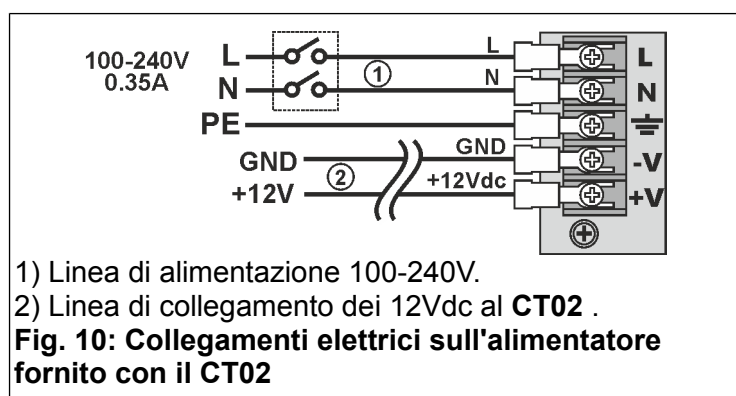 100-240V
0.35A
L
N
PE
GND
+12V
1
2
L
N
GND
+12Vdc
L
N
-V
+V
1) Linea di alimentazione 100-240V.
2) Linea di collegamento dei 12Vdc al CT02 .
Fig. 10: Collegamenti elettrici sull'alimentatore
fornito con il CT02